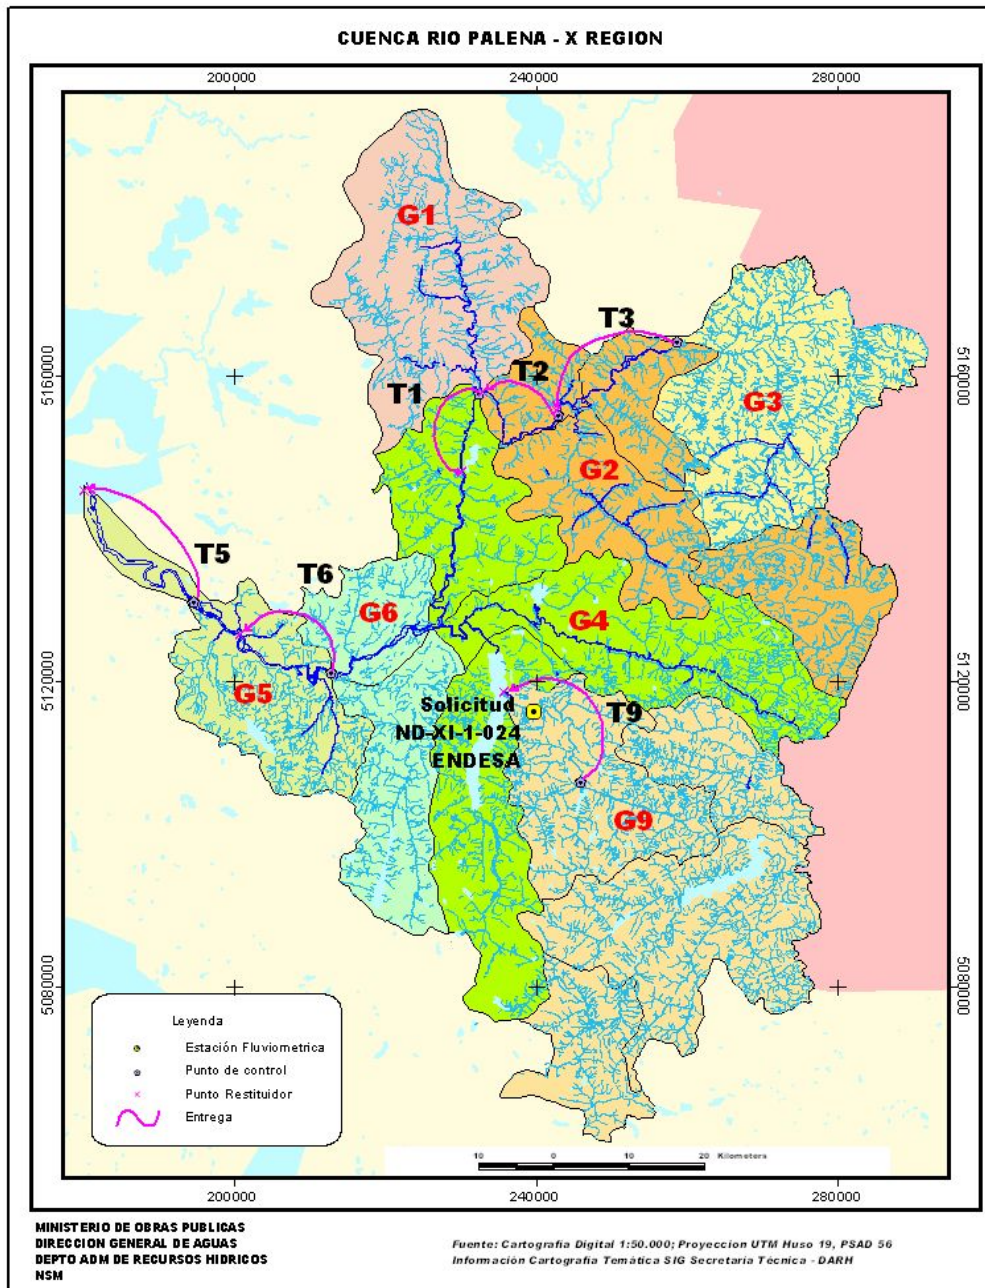 CUENCA RIO PALENA - X REGION
200000 240000 280000
G1
T3
5160000
T2
5160000
T1
G3
G2
T5
T6
G6
G4
5120000
G5
5120000
Solicitud
T9
ND-XI-1-024
ENDESA
G9
5080000
5080000
Leyenda
Estación Fluviometrica
Punto de control
Punto Restituidor
Entrega
10 0 10 20 Kilometers
200000 240000 280000
MINISTERIO DE OBRAS PUBLICAS
DIRECCION GENERAL DE AGUAS
DEPTO ADM DE RECURSOS HIDRICOS
NSM
Fuente: Cartografía Digital 1:50.000; Proyeccion UTM Huso 19, PSAD 56
Información Cartografía Temática SIG Secretaria Técnica - DARH